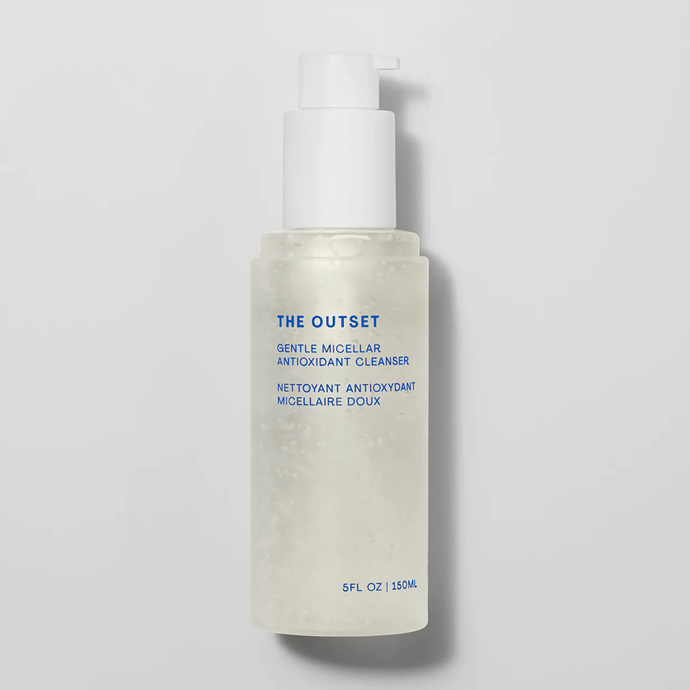 THE OUTSET
GENTLE MICELLAR
ANTIOXIDANT CLEANSER
NETTOYANT ANTIOXYDANT
MICELLAIRE DOUX
5FL OZ | 150ML